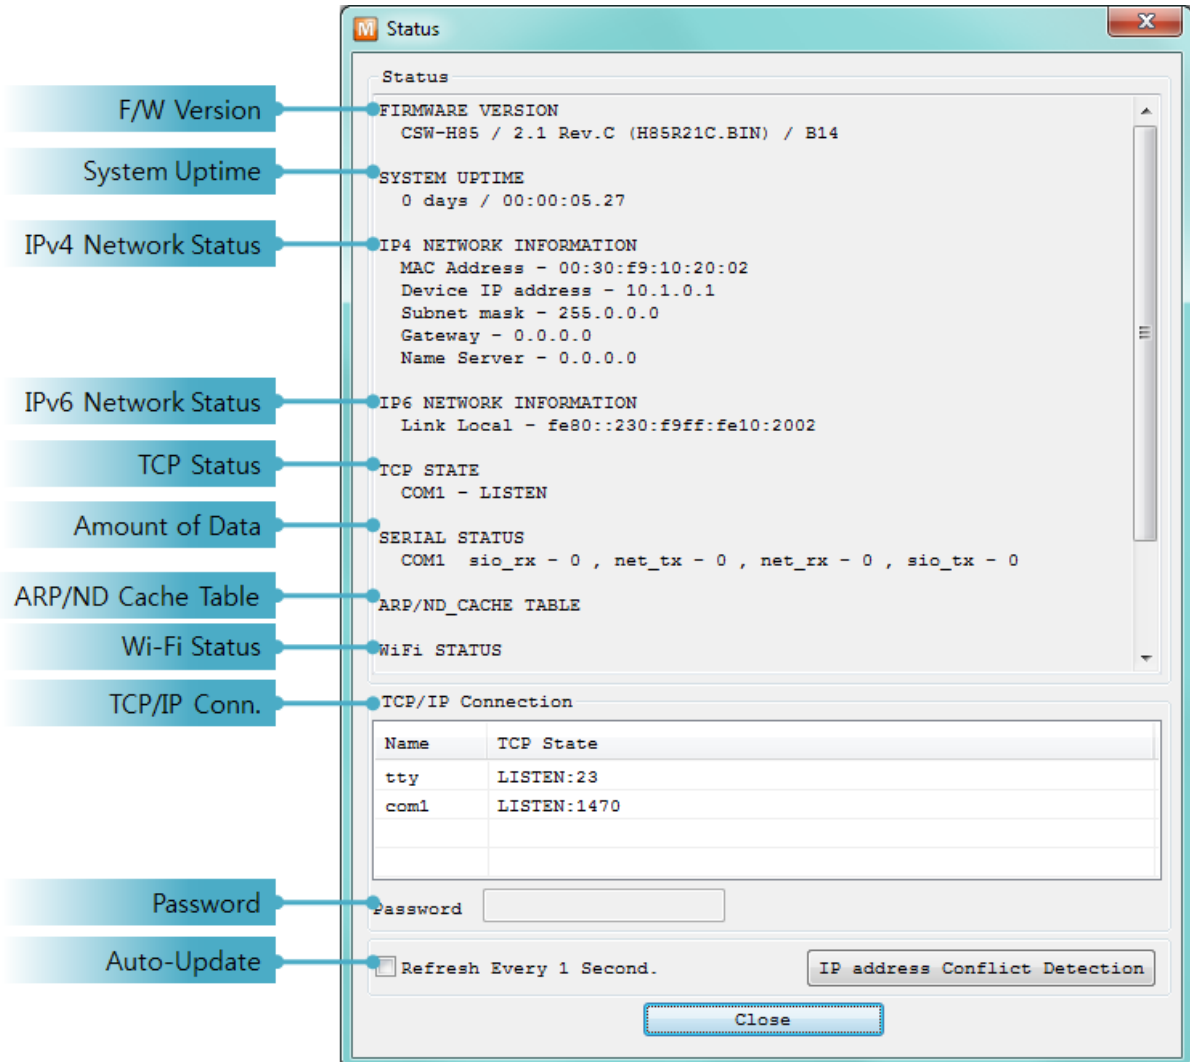 M Status
X
Status
F/W Version
FIRMWARE VERSION
CSW-H85 / 2.1 Rev.C (H85R21C.BIN) / B14
System Uptime
SYSTEM UPTIME
0 days / 00:00:05.27
IPv4 Network Status
IP4 NETWORK INFORMATION
MAC Address - 00:30:f9:10:20:02
Device IP address - 10.1.0.1
Subnet mask - 255.0.0.0
Gateway - 0.0.0.0
Name Server - 0.0.0.0
IPv6 Network Status
IP6 NETWORK INFORMATION
Link Local - fe80::230:f9ff:fe10:2002
TCP Status
TCP STATE
COM1 - LISTEN
Amount of Data
SERIAL STATUS
COM1 sio_rx - 0 , net_tx - 0 , net_rx - 0 , sio_tx - 0
ARP/ND Cache Table
ARP/ND_CACHE TABLE
Wi-Fi Status
WiFi STATUS
TCP/IP Conn.
TCP/IP Connection
Name TCP State
tty LISTEN:23
com1 LISTEN:1470
Password
Password
Auto-Update
Refresh Every 1 Second.
IP address Conflict Detection
Close